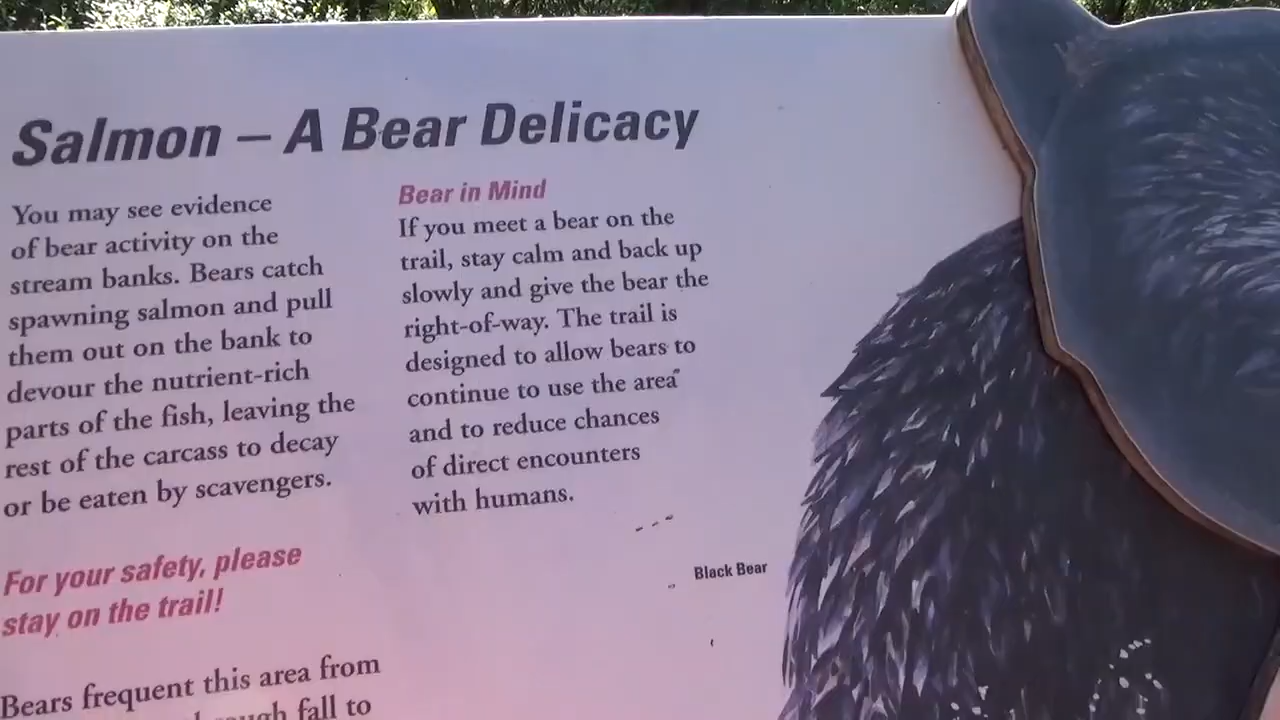 Salmon – A Bear Delicacy
You may see evidence
of bear activity on the
stream banks. Bears catch
spawning salmon and pull
them out on the bank to
devour the nutrient-rich
parts of the fish, leaving the
rest of the carcass to decay
or be eaten by scavengers.
For your safety, please
stay on the trail!
Bears frequent this area from
fall to
Bear in Mind
If you meet a bear on the
trail, stay calm and back up
slowly and give the bear the
right-of-way. The trail is
designed to allow bears to
continue to use the area
and to reduce chances
of direct encounters
with humans.
Black Bear